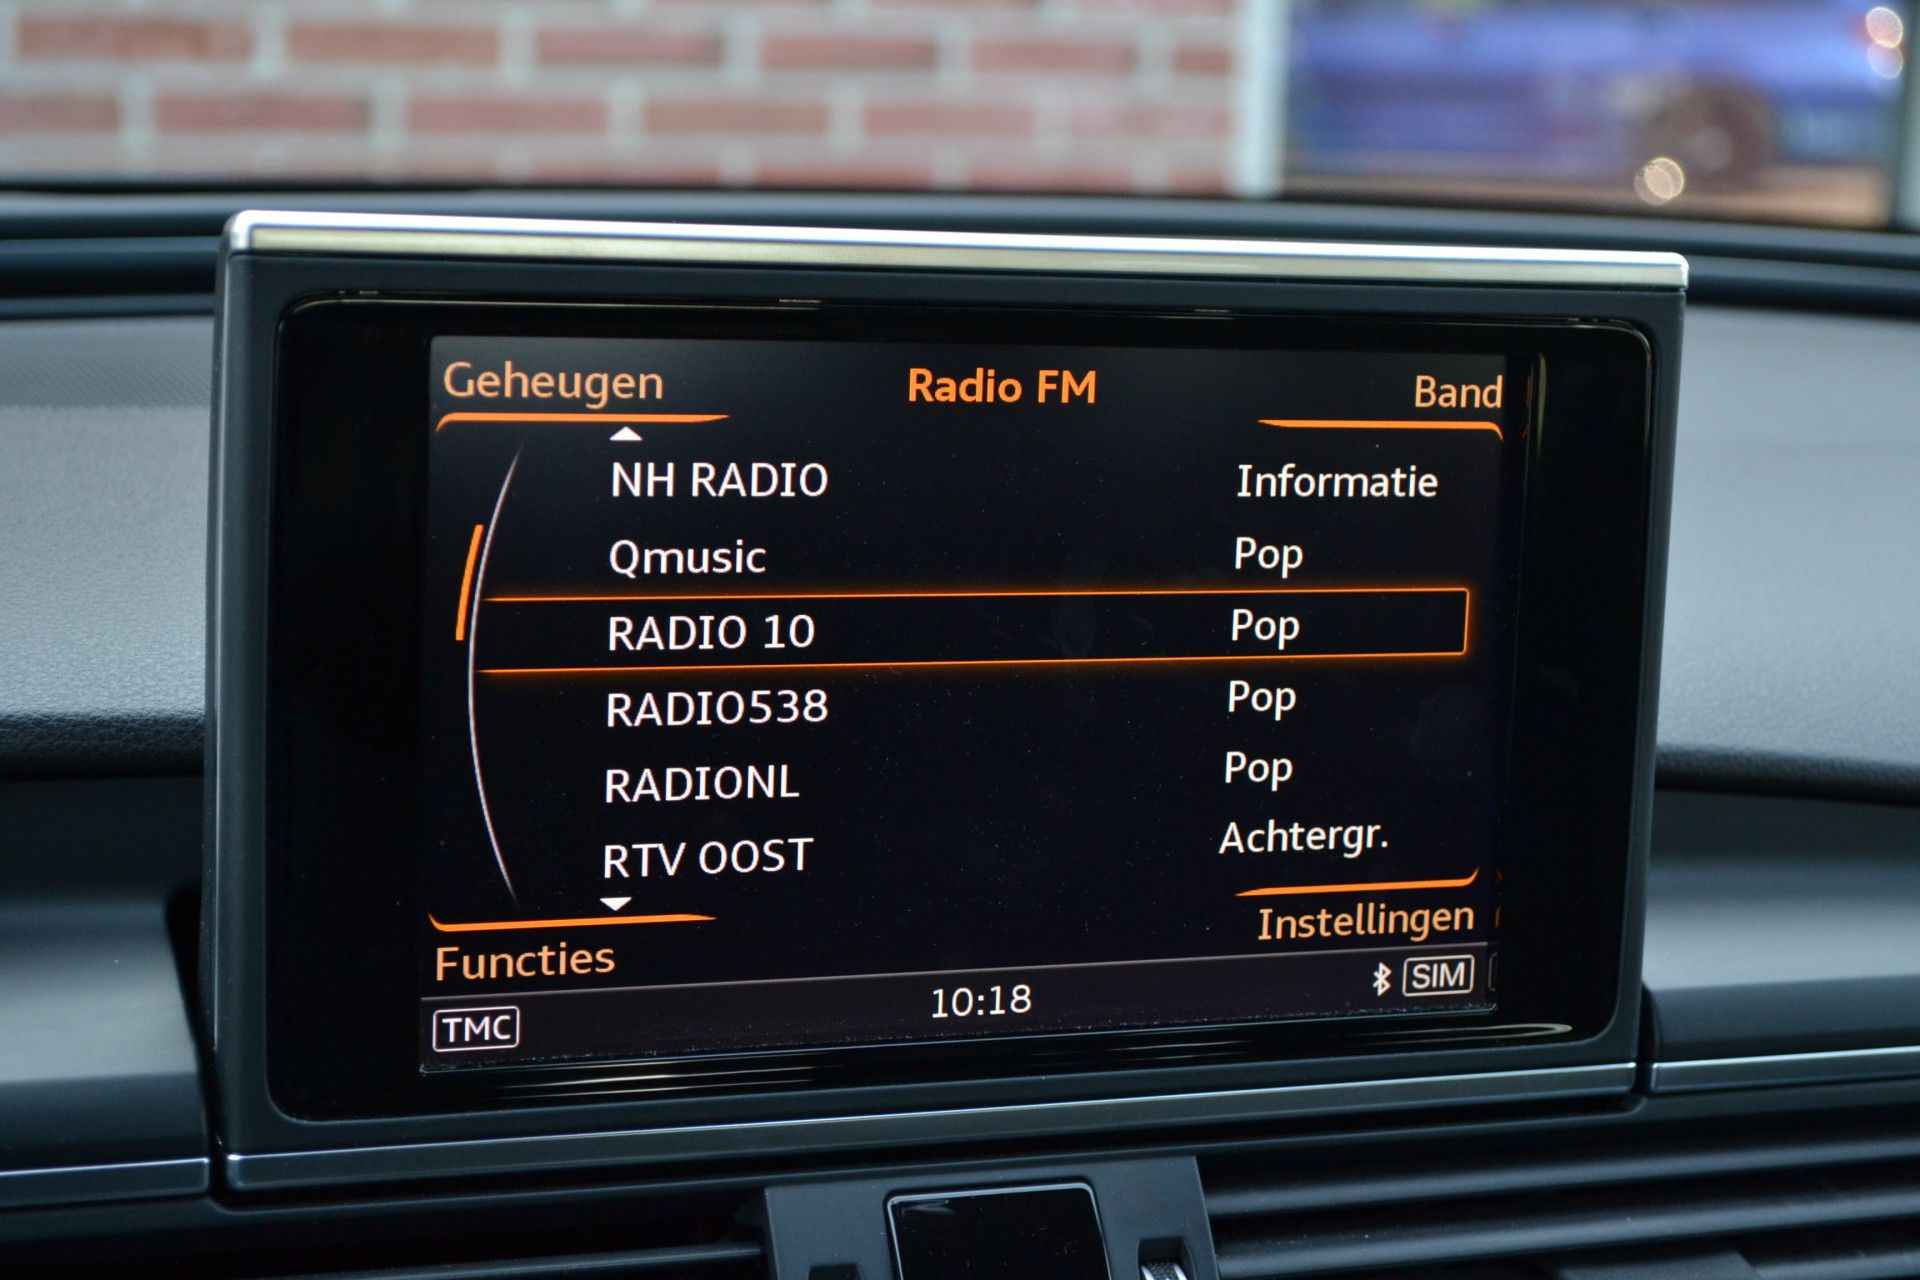 Geheugen Radio FM Band
NH RADIO Informatie
Qmusic Pop
RADIO 10 Pop
RADIO538 Pop
RADIONL Pop
RTV OOST Achtergr.
Functies Instellingen
TMC 10:18 SIM